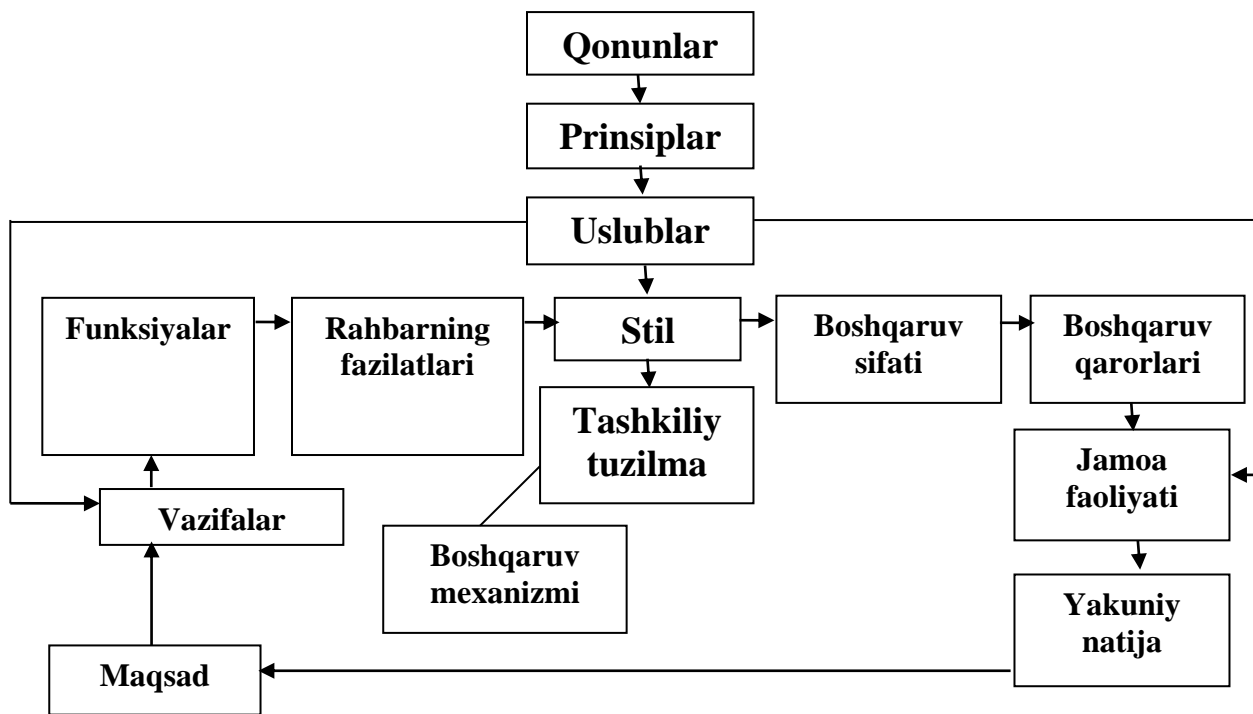 Qonunlar
Prinsiplar
Uslublar
Funksiyalar
Rahbarning
fazilatlari
Stil
Boshqaruv
sifati
Boshqaruv
qarorlari
Tashkiliy
tuzilma
Jamoa
faoliyati
Vazifalar
Boshqaruv
mexanizmi
Yakuniy
natija
Maqsad